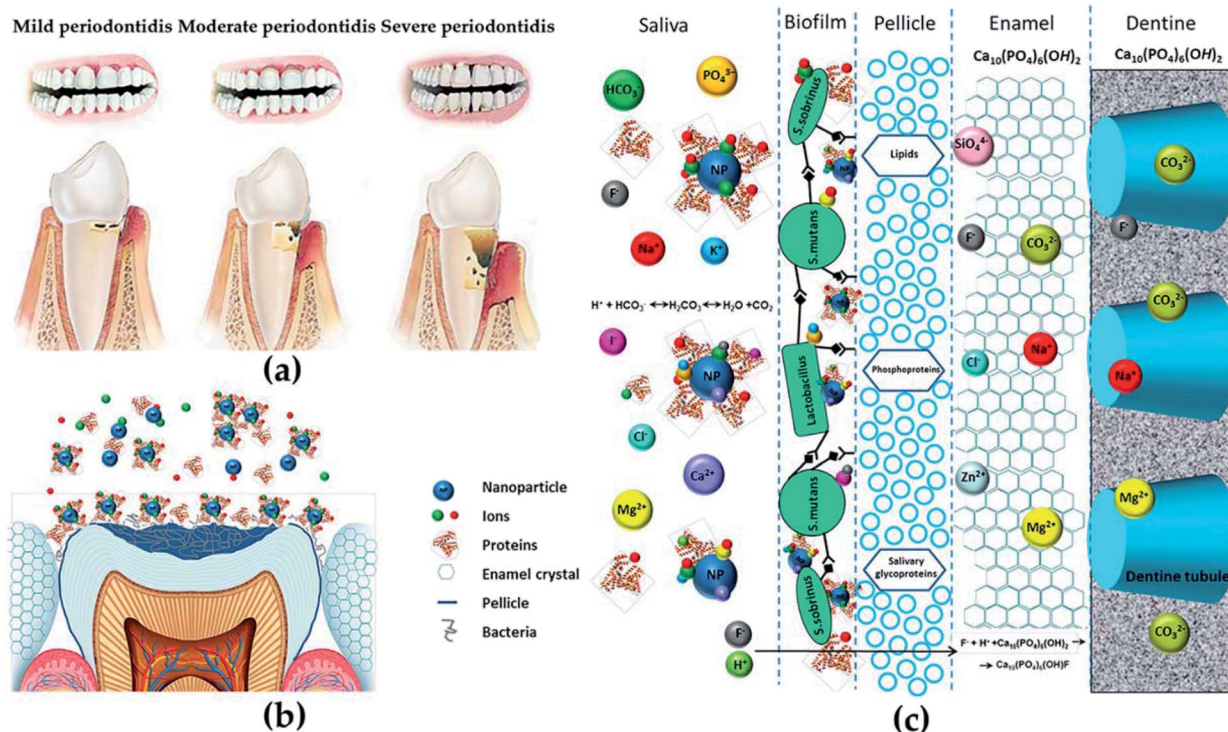 Mild periodontidis Moderate periodontidis Severe periodontidis
(a)
Nanoparticle
Ions
Proteins
Enamel crystal
Pellicle
Bacteria
(b)
Saliva
Biofilm
Pellicle
Enamel
Dentine
Ca10(PO4)6(OH)2
Ca10(PO4)6(OH)2
HCO3-
PO43-
NP
F-
Na+
K+
H+ + HCO3- ↔H2CO3↔H2O +CO2
I-
NP
Cl-
Ca2+
Mg2+
NP
F-
H+
S.sobrinus
S.mutans
Lactobacillus
S.mutans
S.sobrinus
Lipids
Phosphoproteins
Salivary
glycoproteins
SiO44-
F-
CO32-
Na+
Cl-
Zn2+
Mg2+
F- + H+ +Ca10(PO4)6(OH)2 →
→ Ca10(PO4)6(OH)F
CO32-
F-
CO32-
Na+
Mg2+
Dentine tubule
CO32-
(c)